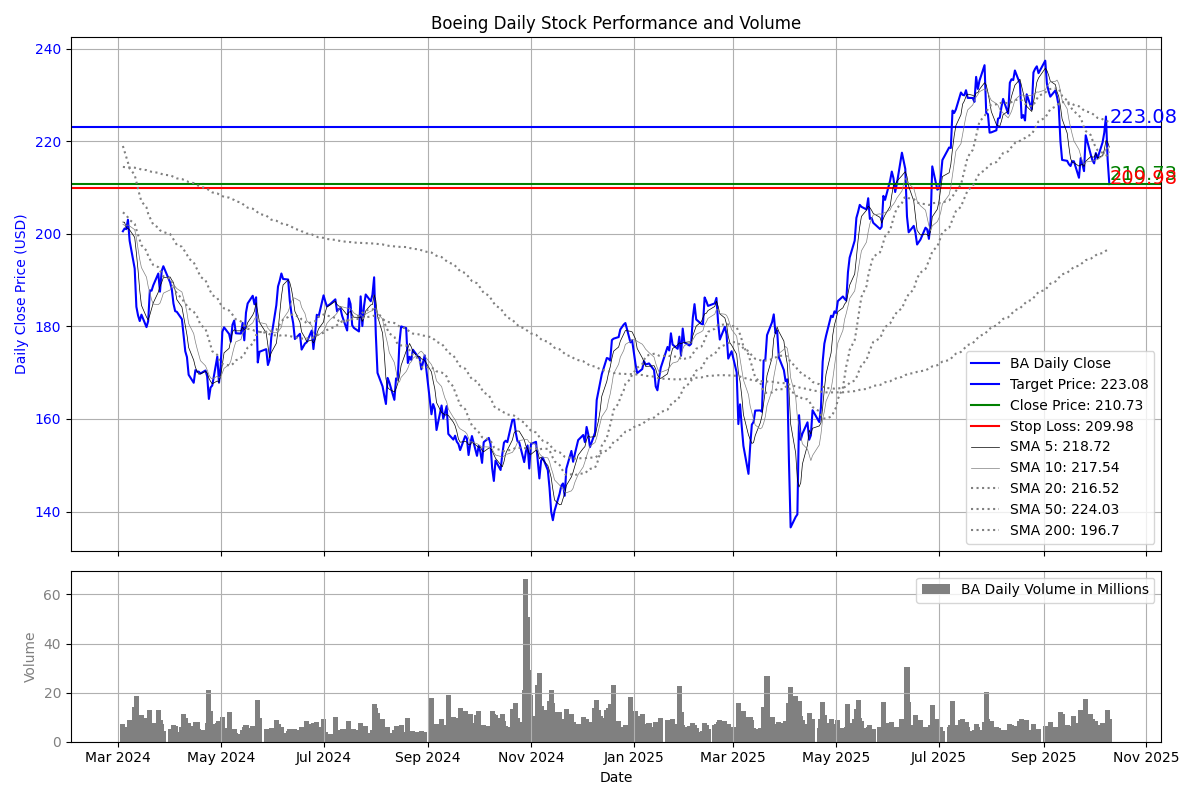 Boeing Daily Stock Performance and Volume
Daily Close Price (USD)
240
220
200
180
160
140
223.08
210.73
209.98
BA Daily Close
Target Price: 223.08
Close Price: 210.73
Stop Loss: 209.98
SMA 5: 218.72
SMA 10: 217.54
SMA 20: 216.52
SMA 50: 224.03
SMA 200: 196.7
Volume
60
40
20
0
BA Daily Volume in Millions
Mar 2024 May 2024 Jul 2024 Sep 2024 Nov 2024 Jan 2025 Mar 2025 May 2025 Jul 2025 Sep 2025 Nov 2025
Date